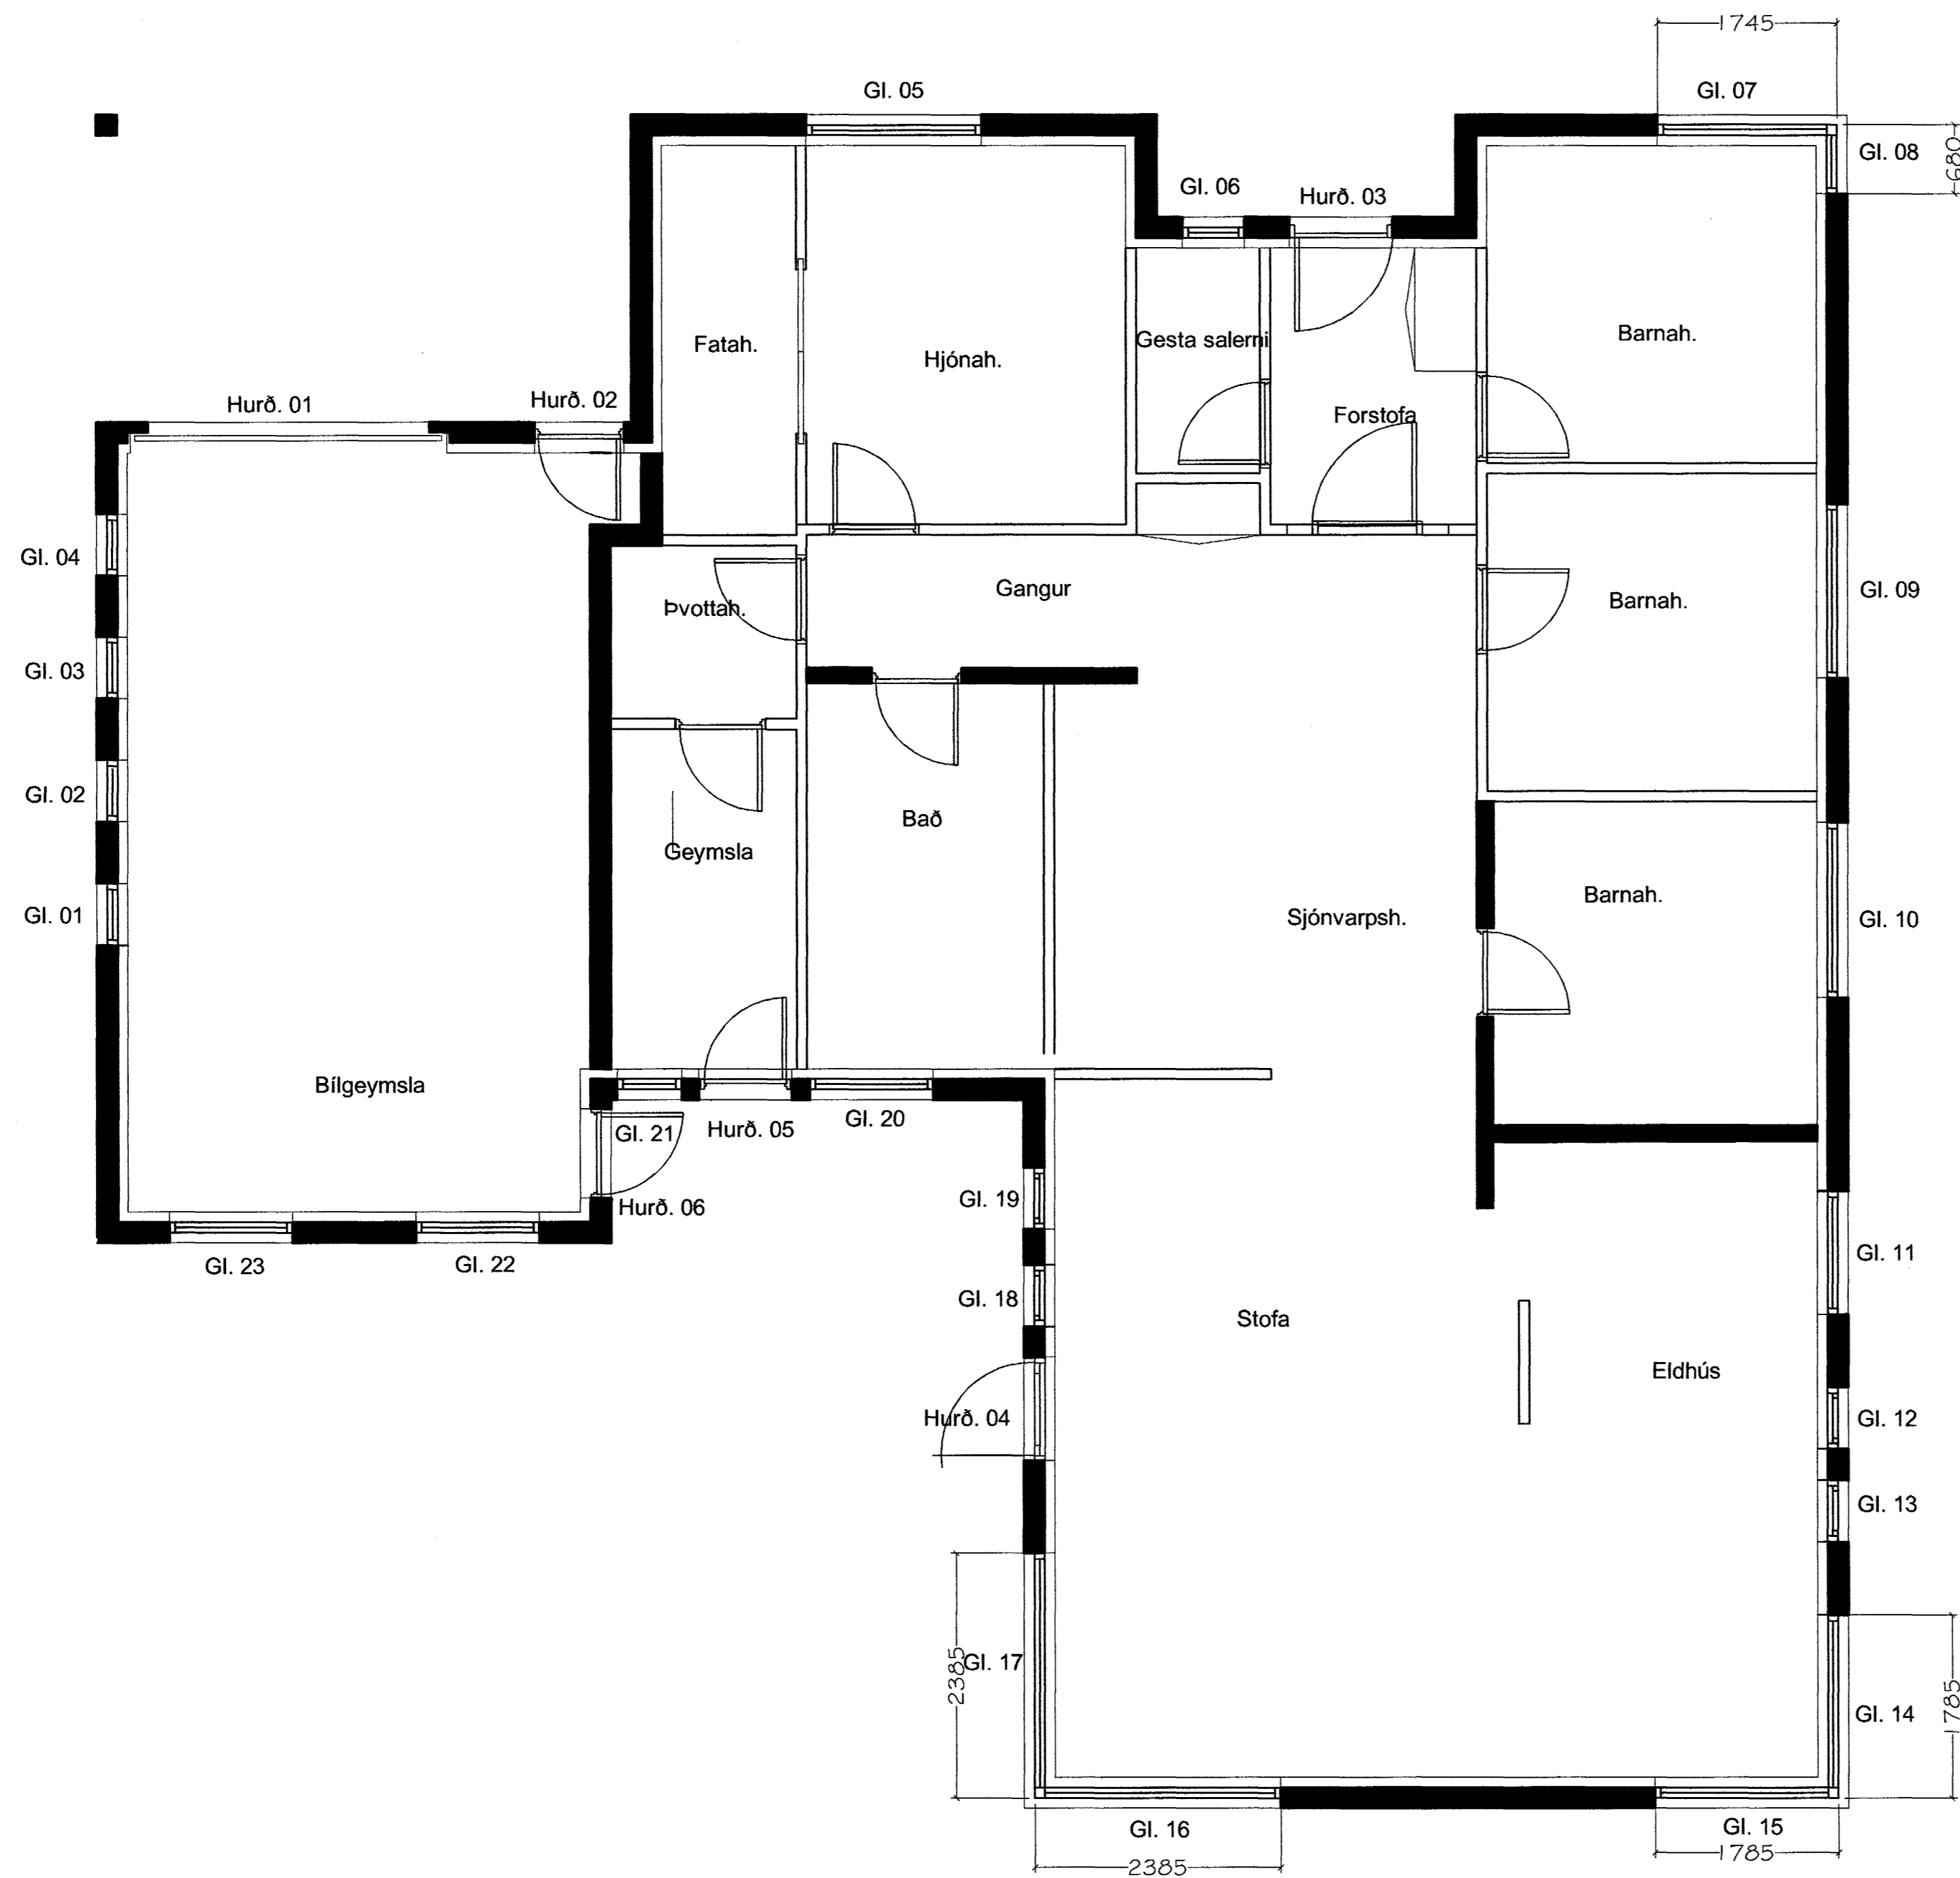 1745
Gl. 05
Gl. 07
Gl. 08
680
Gl. 06
Hurð. 03
Fatah.
Hjónah.
Gesta salerni
Barnah.
Hurð. 01
Hurð. 02
Forstofa
Gl. 04
Þvottah.
Gangur
Barnah.
Gl. 09
Gl. 03
Gl. 02
Bað
Geymsla
Barnah.
Gl. 01
Sjónvarpsh.
Gl. 10
Bílgeymsla
Gl. 21
Hurð. 05
Gl. 20
Hurð. 06
Gl. 19
Gl. 23
Gl. 22
Gl. 11
Gl. 18
Stofa
Eldhús
Hurð. 04
Gl. 12
Gl. 13
2385
Gl. 17
Gl. 14
1785
Gl. 16
Gl. 15
2385
1785